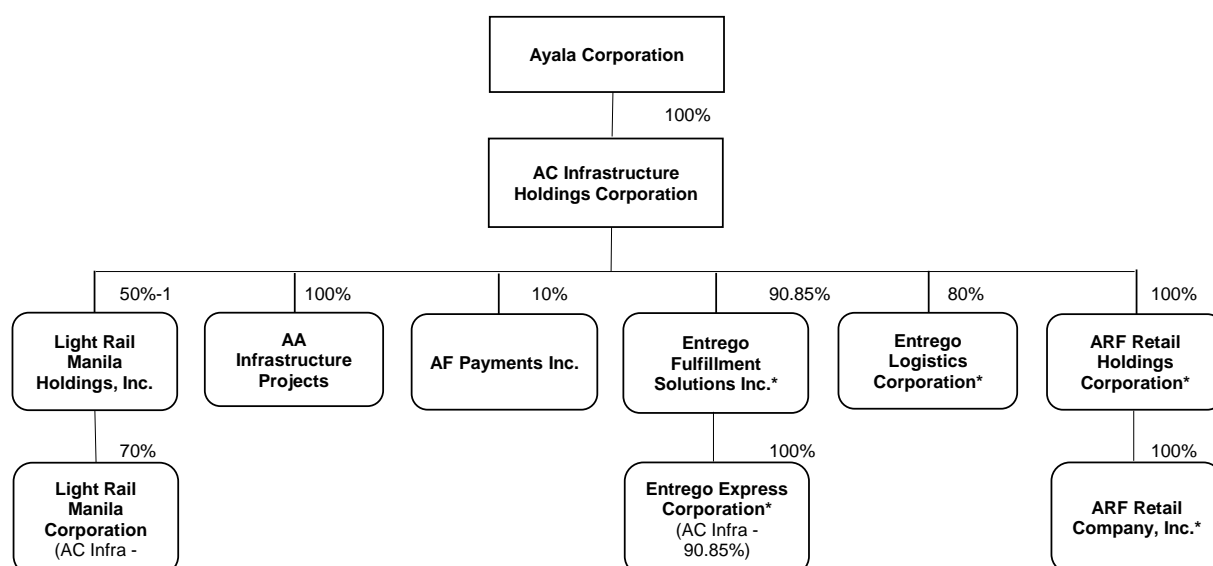 Ayala Corporation
100%
AC Infrastructure
Holdings Corporation
50%-1
100%
10%
90.85%
80%
100%
Light Rail
Manila
Holdings, Inc.
AA
Infrastructure
Projects
AF Payments Inc.
Entrego
Fulfillment
Solutions Inc.*
Entrego
Logistics
Corporation*
ARF Retail
Holdings
Corporation*
70%
100%
100%
Light Rail
Manila
Corporation
(AC Infra -
Entrego Express
Corporation*
(AC Infra -
90.85%)
ARF Retail
Company, Inc.*